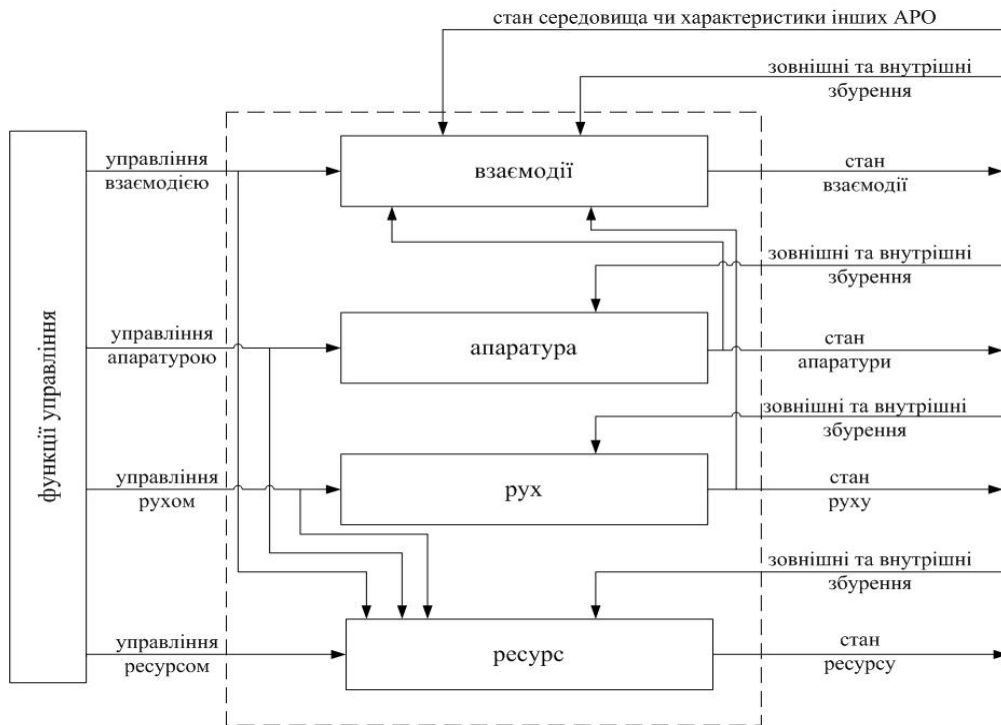 стан середовища чи характеристики інших АРО
зовнішні та внутрішні
збурення
управління
взаємодією
взаємодії
стан
взаємодії
зовнішні та внутрішні
збурення
функції управління
управління
апаратурою
апаратура
стан
апаратури
зовнішні та внутрішні
збурення
управління
рухом
рух
стан
руху
зовнішні та внутрішні
збурення
управління
ресурсом
ресурс
стан
ресурсу